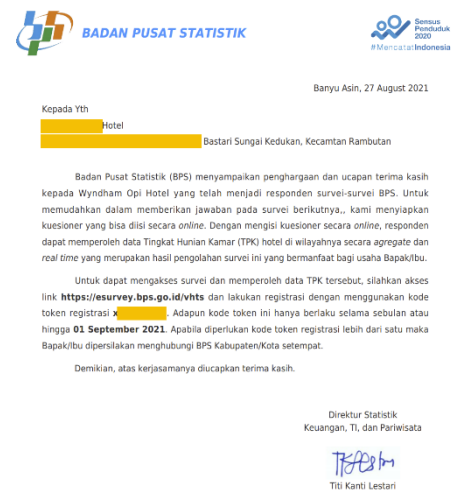 BADAN PUSAT STATISTIK
Sensus
Penduduk
2020
#MencatatIndonesia
Banyu Asin, 27 August 2021
Kepada Yth
Hotel
Bastari Sungai Kedukan, Kecamtan Rambutan
Badan Pusat Statistik (BPS) menyampaikan penghargaan dan ucapan terima kasih
kepada Wyndham Opi Hotel yang telah menjadi responden survei-survei BPS. Untuk
memudahkan dalam memberikan jawaban pada survei berikutnya,, kami menyiapkan
kuesioner yang bisa diisi secara online. Dengan mengisi kuesioner secara online, responden
dapat memperoleh data Tingkat Hunian Kamar (TPK) hotel di wilayahnya secara agregate dan
real time yang merupakan hasil pengolahan survei ini yang bermanfaat bagi usaha Bapak/Ibu.
Untuk dapat mengakses survei dan memperoleh data TPK tersebut, silahkan akses
link https://esurvey.bps.go.id/vhts dan lakukan registrasi dengan menggunakan kode
token registrasi x. Adapun kode token ini hanya berlaku selama sebulan atau
hingga 01 September 2021. Apabila diperlukan kode token registrasi lebih dari satu maka
Bapak/Ibu dipersilakan menghubungi BPS Kabupaten/Kota setempat.
Demikian, atas kerjasamanya diucapkan terima kasih.
Direktur Statistik
Keuangan, TI, dan Pariwisata
Titi Kanti Lestari